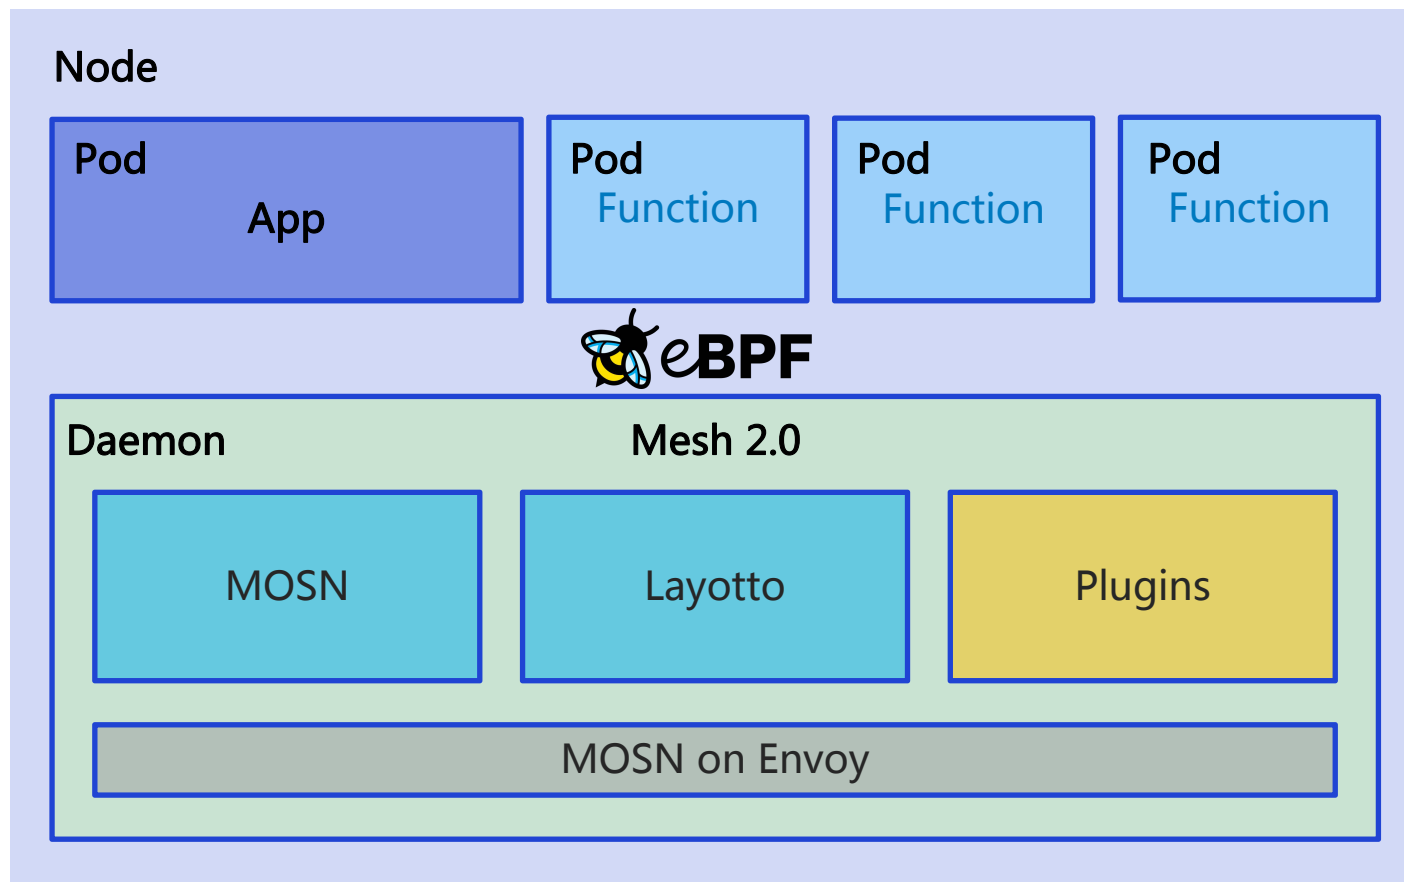 Node
Pod
App
Pod
Function
Pod
Function
Pod
Function
eBPF
Daemon
Mesh 2.0
MOSN
Layotto
Plugins
MOSN on Envoy